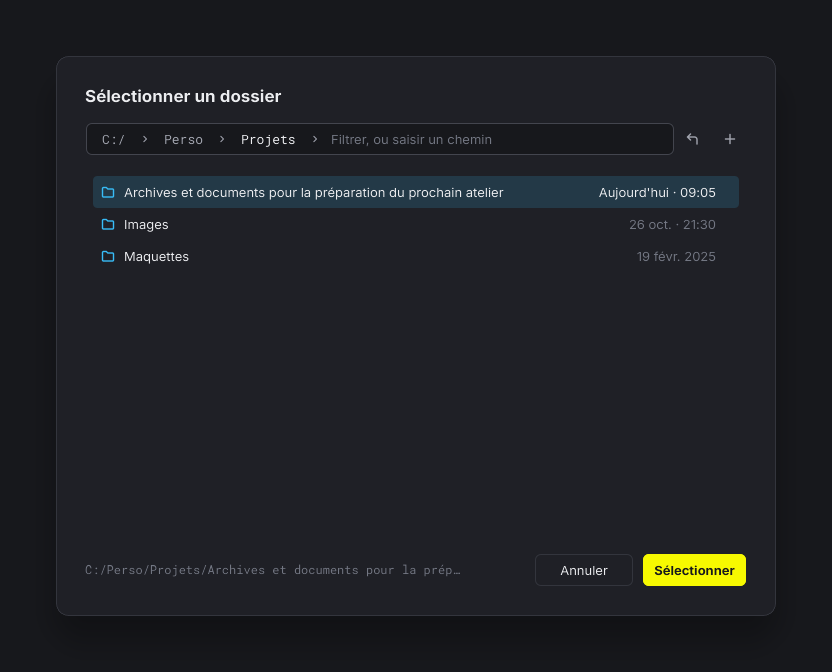 Sélectionner un dossier
C:/ > Perso > Projets > Filtrer, ou saisir un chemin
Archives et documents pour la préparation du prochain atelier Aujourd'hui · 09:05
Images 26 oct. · 21:30
Maquettes 19 févr. 2025
C:/Perso/Projets/Archives et documents pour la prép… Annuler Sélectionner